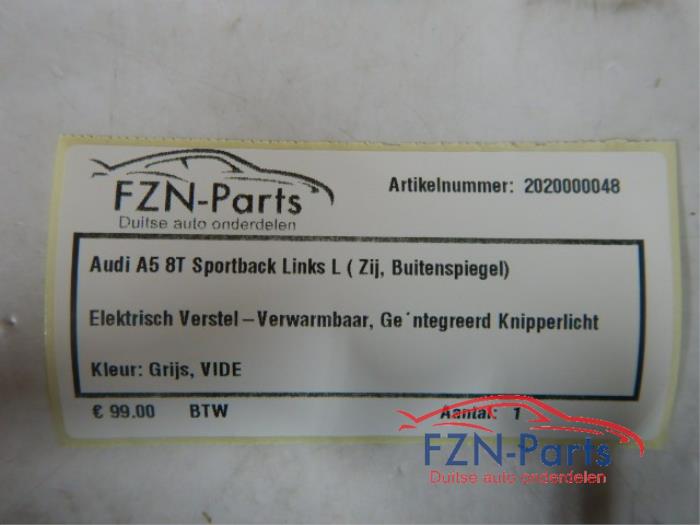 FZN-Parts
Duitse auto onderdelen
Artikelnummer: 2020000048
Audi A5 8T Sportback Links L ( Zij, Buitenspiegel)
Elektrisch Verstel – Verwarmbaar, Ge´ntegreerd Knipperlicht
Kleur: Grijs, VIDE
€ 99.00 BTW Aantal: 1
FZN-Parts
Duitse auto onderdelen